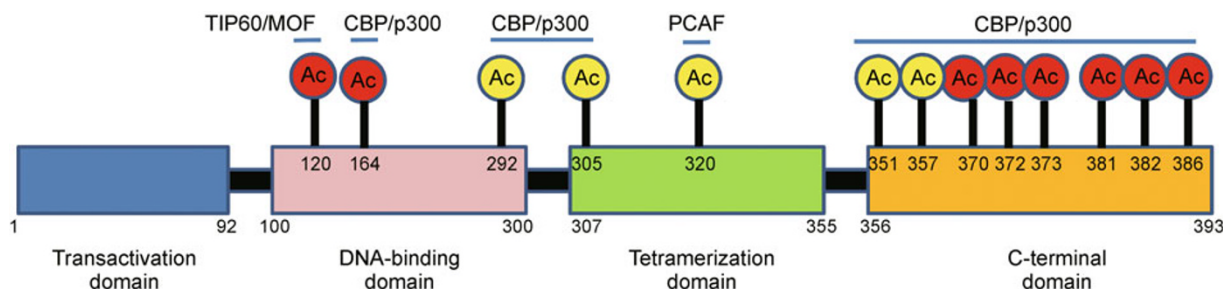 TIP60/MOF CBP/p300 CBP/p300 PCAF CBP/p300
Ac Ac Ac Ac Ac Ac Ac Ac Ac Ac Ac Ac Ac
120 164 292 305 320 351 357 370 372 373 381 382 386
1 92 100 300 307 355 356 393
Transactivation domain
DNA-binding domain
Tetramerization domain
C-terminal domain